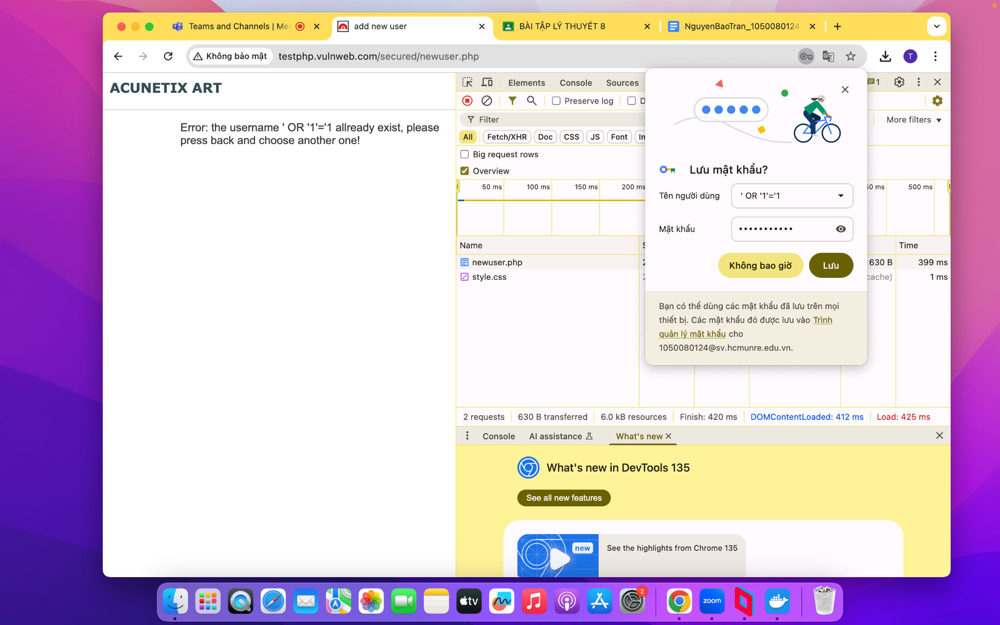 Teams and Channels | Mee
add new user
BÀI TẬP LÝ THUYẾT 8
NguyenBaoTran_1050080124
Không bảo mật
testphp.vulnweb.com/secured/newuser.php
T
ACUNETIX ART
Error: the username ' OR '1'='1 allready exist, please
press back and choose another one!
Elements
Console
Sources
1
Preserve log
D
Filter
More filters
All
Fetch/XHR
Doc
CSS
JS
Font
Im
Big request rows
Overview
50 ms
100 ms
150 ms
200 ms
50 ms
500 ms
Name
S
Time
newuser.php
2
630 B
399 ms
style.css
2
cache)
1 ms
Lưu mật khẩu?
Tên người dùng
' OR '1'='1
Mật khẩu
•••••••••••
Không bao giờ
Lưu
Bạn có thể dùng các mật khẩu đã lưu trên mọi
thiết bị. Các mật khẩu đó được lưu vào Trình
quản lý mật khẩu cho
1050080124@sv.hcmunre.edu.vn.
2 requests
630 B transferred
6.0 kB resources
Finish: 420 ms
DOMContentLoaded: 412 ms
Load: 425 ms
Console
AI assistance
What's new
What's new in DevTools 135
See all new features
new
See the highlights from Chrome 135
tv
2
zoom